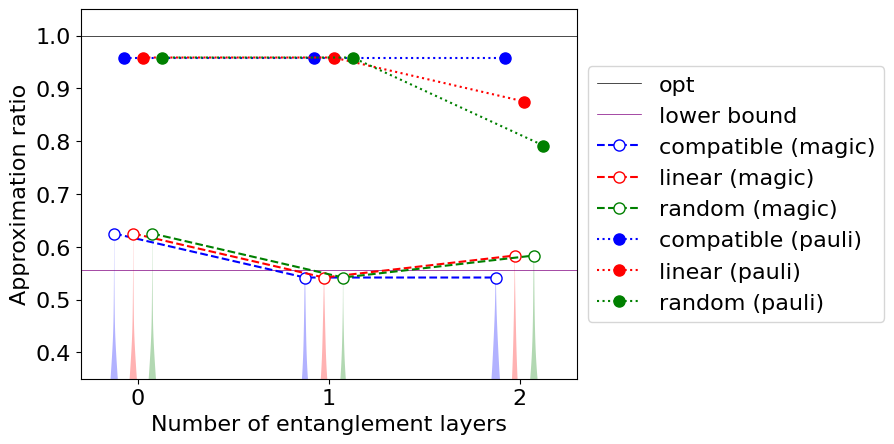 1.0
0.9
0.8
0.7
0.6
0.5
0.4
Approximation ratio
0 1 2
Number of entanglement layers
opt
lower bound
compatible (magic)
linear (magic)
random (magic)
compatible (pauli)
linear (pauli)
random (pauli)